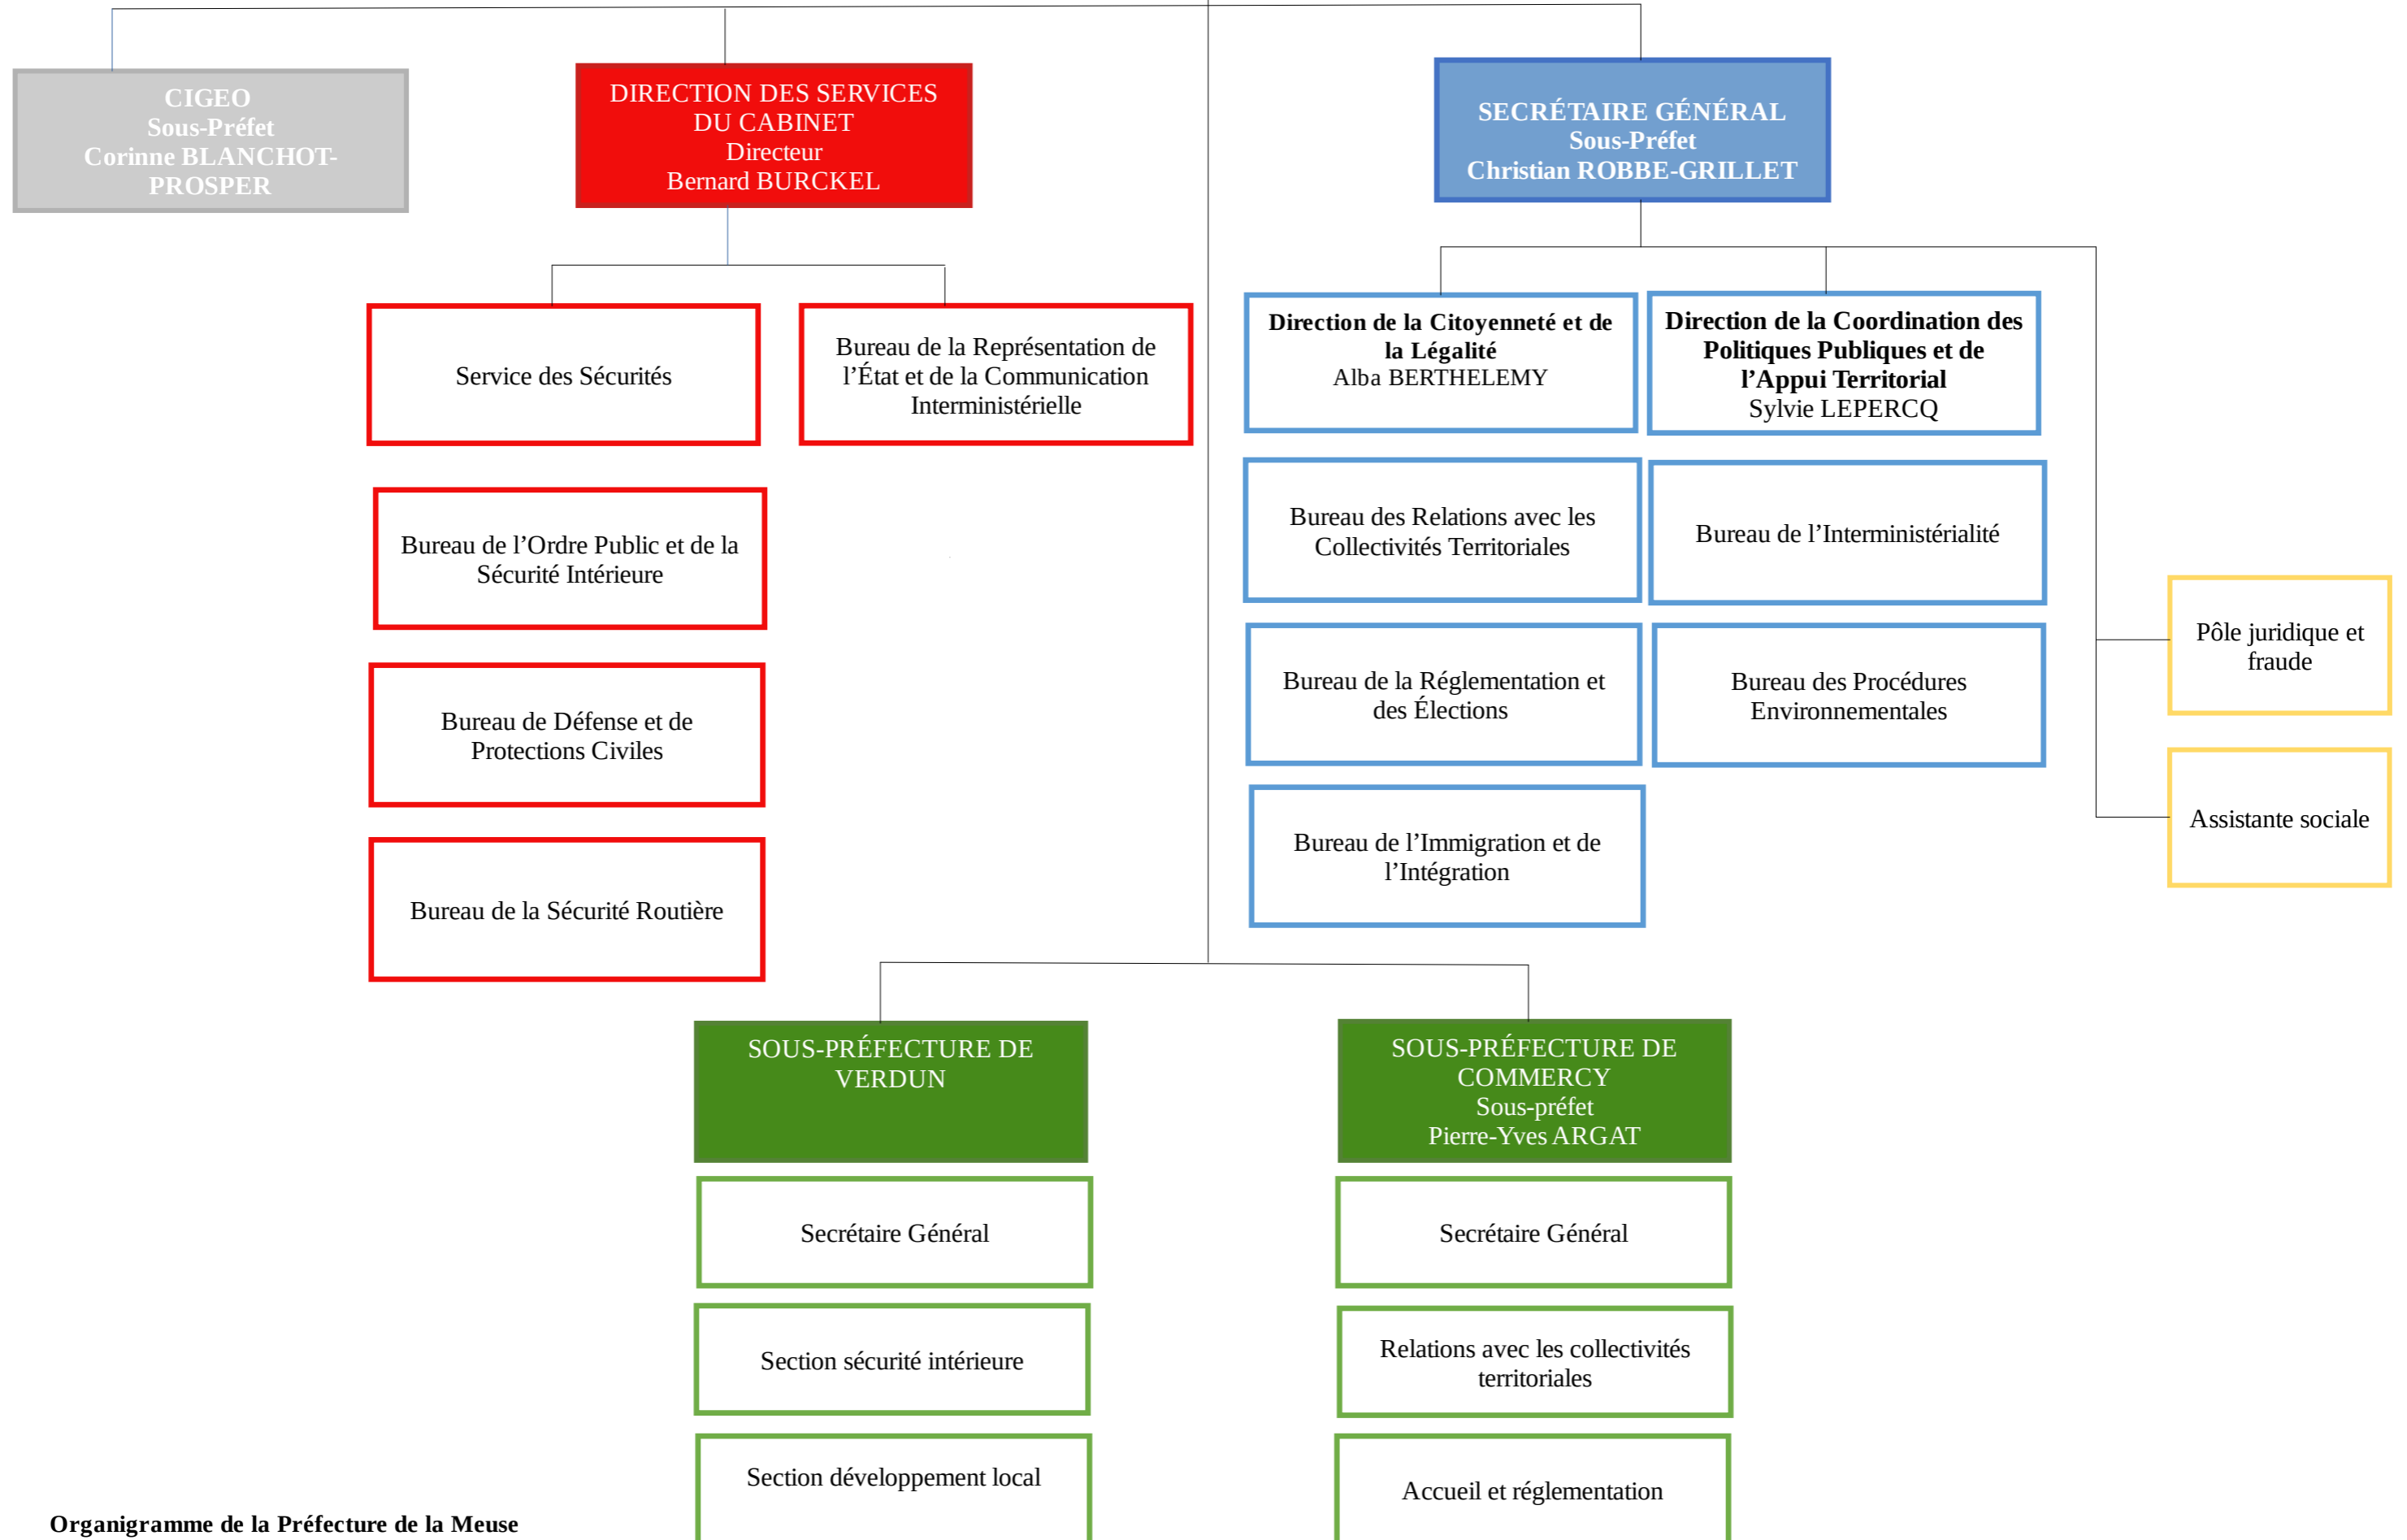 CIGEO
Sous-Préfet
Corinne BLANCHOT-
PROSPER
DIRECTION DES SERVICES
DU CABINET
Directeur
Bernard BURCKEL
SECRÉTAIRE GÉNÉRAL
Sous-Préfet
Christian ROBBE-GRILLET
Service des Sécurités
Bureau de la Représentation de
l’État et de la Communication
Interministérielle
Direction de la Citoyenneté et de
la Légalité
Alba BERTHELEMY
Direction de la Coordination des
Politiques Publiques et de
l’Appui Territorial
Sylvie LEPERCQ
Bureau de l’Ordre Public et de la
Sécurité Intérieure
Bureau des Relations avec les
Collectivités Territoriales
Bureau de l’Interministérialité
Pôle juridique et
fraude
Bureau de Défense et de
Protections Civiles
Bureau de la Réglementation et
des Élections
Bureau des Procédures
Environnementales
Assistante sociale
Bureau de la Sécurité Routière
Bureau de l’Immigration et de
l’Intégration
SOUS-PRÉFECTURE DE
VERDUN
SOUS-PRÉFECTURE DE
COMMERCY
Sous-préfet
Pierre-Yves ARGAT
Secrétaire Général
Secrétaire Général
Section sécurité intérieure
Relations avec les collectivités
territoriales
Section développement local
Accueil et réglementation
Organigramme de la Préfecture de la Meuse